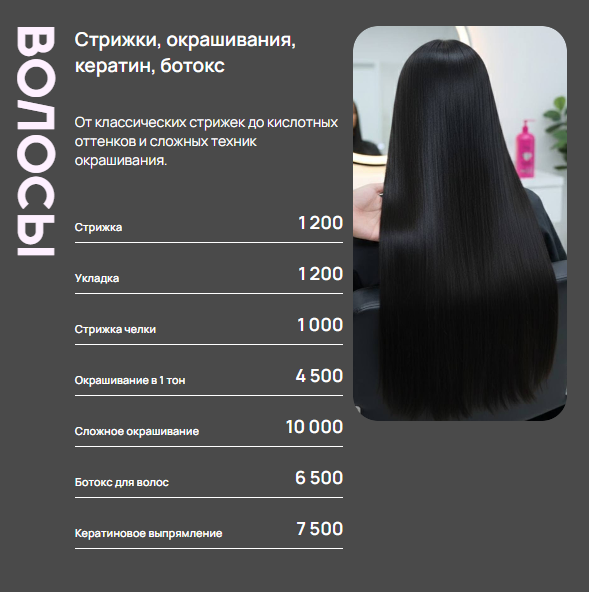 ВОЛОСЫ
Стрижки, окрашивания,
кератин, ботокс
От классических стрижек до кислотных
оттенков и сложных техник
окрашивания.
Стрижка 1 200
Укладка 1 200
Стрижка челки 1 000
Окрашивание в 1 тон 4 500
Сложное окрашивание 10 000
Ботокс для волос 6 500
Кератиновое выпрямление 7 500